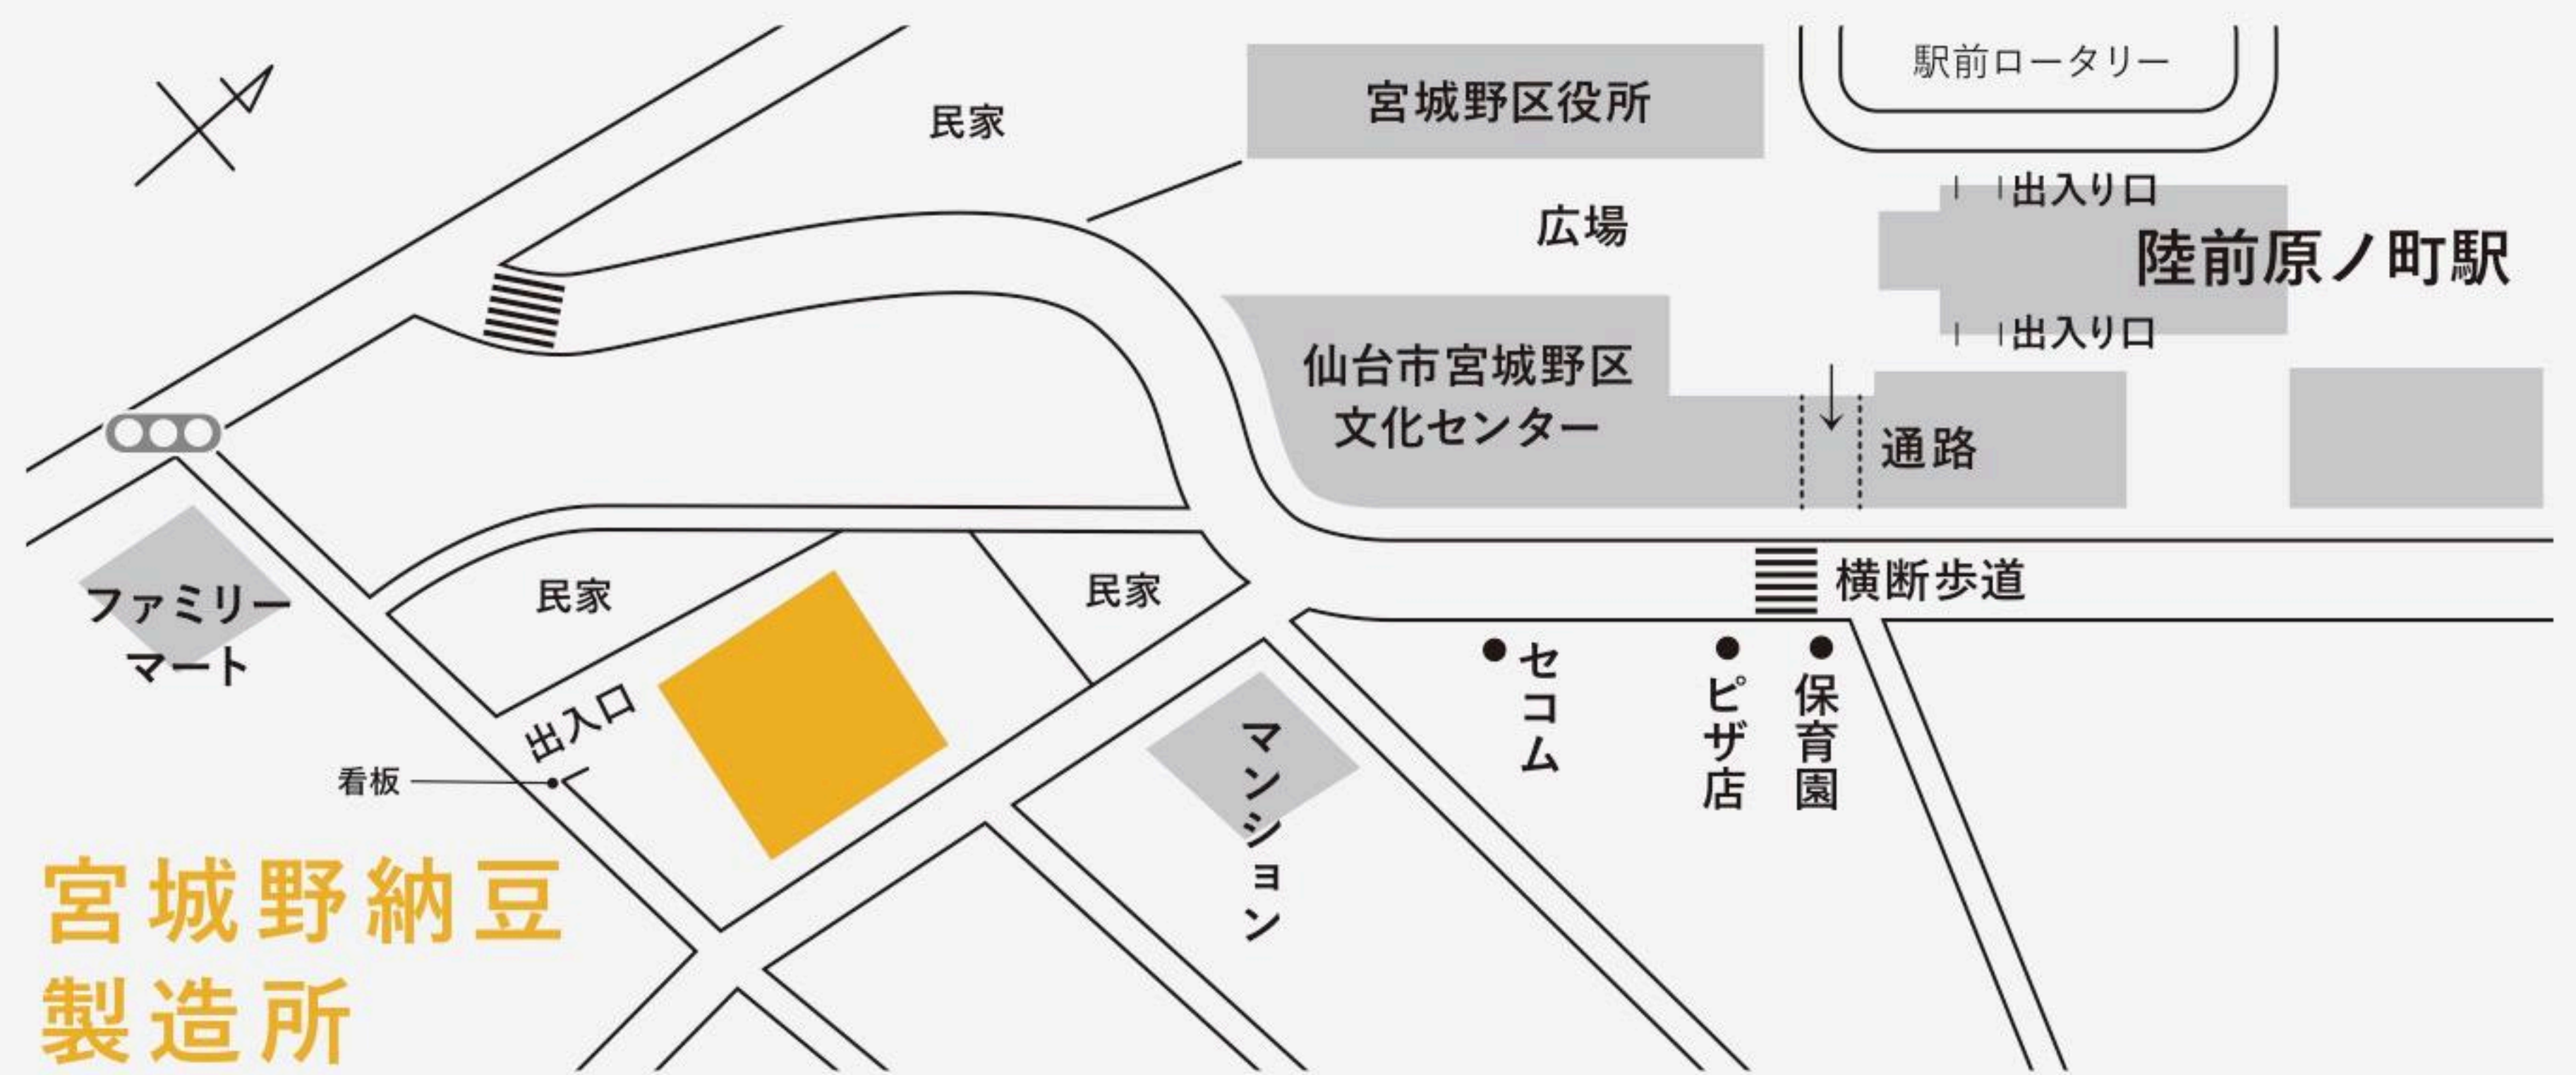 駅前ロータリー
民家
宮城野区役所
出入り口
広場
陸前原ノ町駅
出入り口
仙台市宮城野区
文化センター
通路
横断歩道
ファミリー
マート
民家
民家
セコム
ピザ店
保育園
出入口
看板
マンション
宮城野納豆
製造所